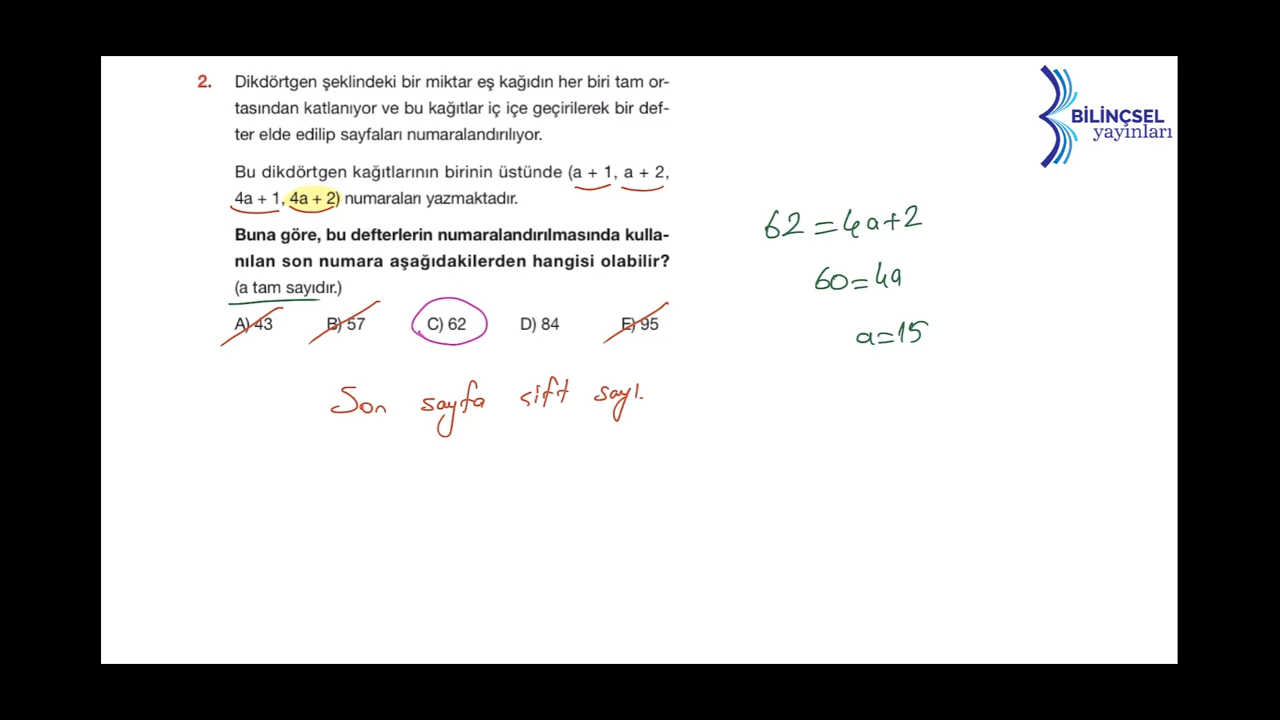 2. Dikdörtgen şeklindeki bir miktar eş kağıdın her biri tam or-
tasından katlanıyor ve bu kağıtlar iç içe geçirilerek bir def-
ter elde edilip sayfaları numaralandırılıyor.
Bu dikdörtgen kağıtlarının birinin üstünde (a + 1, a + 2,
4a + 1, 4a + 2) numaraları yazmaktadır.
Buna göre, bu defterlerin numaralandırılmasında kulla-
nılan son numara aşağıdakilerden hangisi olabilir?
(a tam sayıdır.)
A) 43 B) 57 C) 62 D) 84 E) 95
Son sayfa çift sayı.
62 = 4a+2
60 = 4a
a = 15
BİLİNÇSEL
yayınları